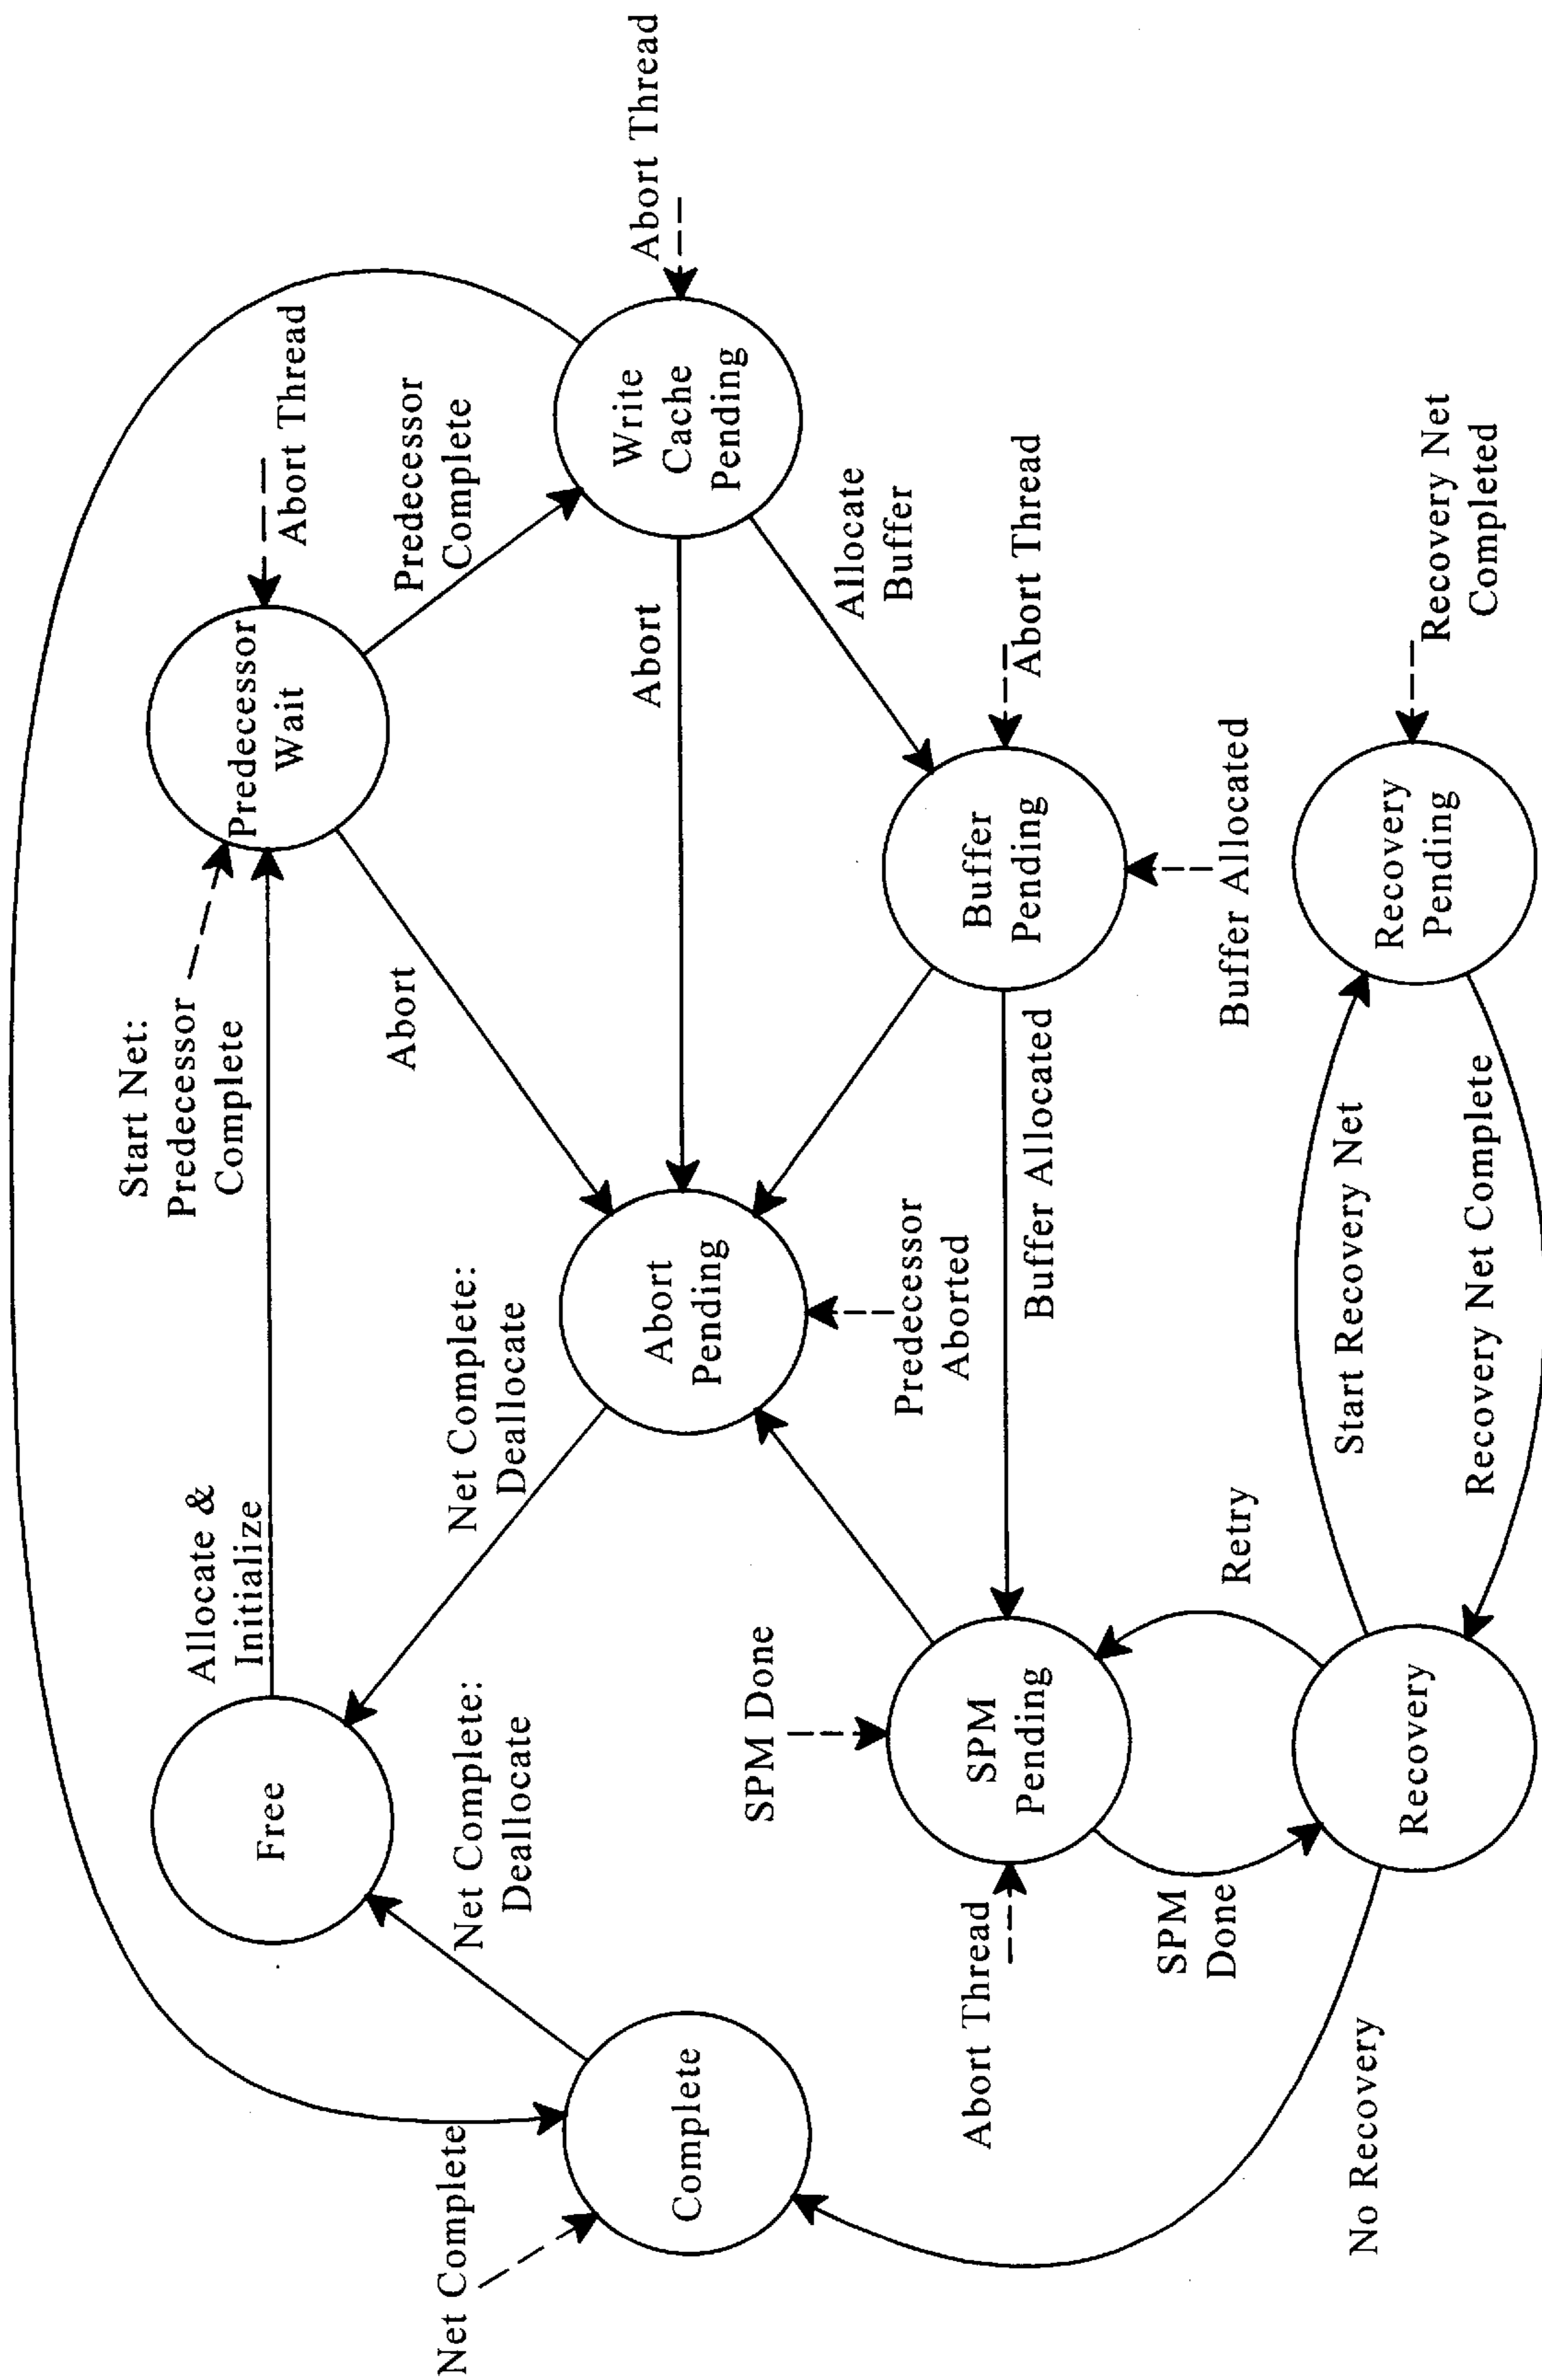 Net Complete
Complete
Net Complete:
Deallocate
Free
Allocate &
Initialize
Start Net:
Predecessor
Complete
Predecessor
Wait
Abort Thread
Predecessor
Complete
Abort
Net Complete:
Deallocate
Abort
Pending
Predecessor
Aborted
Abort
Write
Cache
Pending
Abort Thread
Allocate
Buffer
SPM Done
Abort Thread
SPM
Pending
Buffer Allocated
Buffer
Pending
Abort Thread
Buffer Allocated
SPM
Done
Retry
No Recovery
Recovery
Start Recovery Net
Recovery Net Complete
Recovery
Pending
Recovery Net
Completed